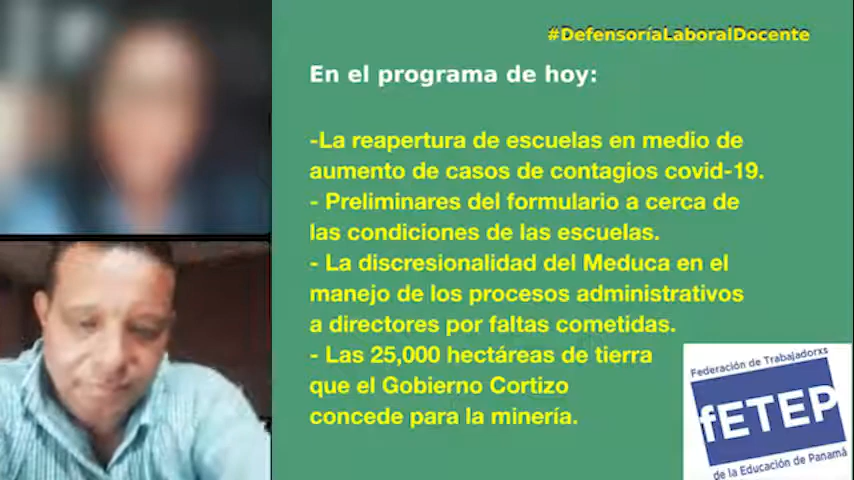 #DefensoríaLaboralDocente
En el programa de hoy:
-La reapertura de escuelas en medio de
aumento de casos de contagios covid-19.
- Preliminares del formulario a cerca de
las condiciones de las escuelas.
- La discresionalidad del Meduca en el
manejo de los procesos administrativos
a directores por faltas cometidas.
- Las 25,000 hectáreas de tierra
que el Gobierno Cortizo
concede para la minería.
Federación de Trabajadorxs
fETEP
de la Educación de Panamá